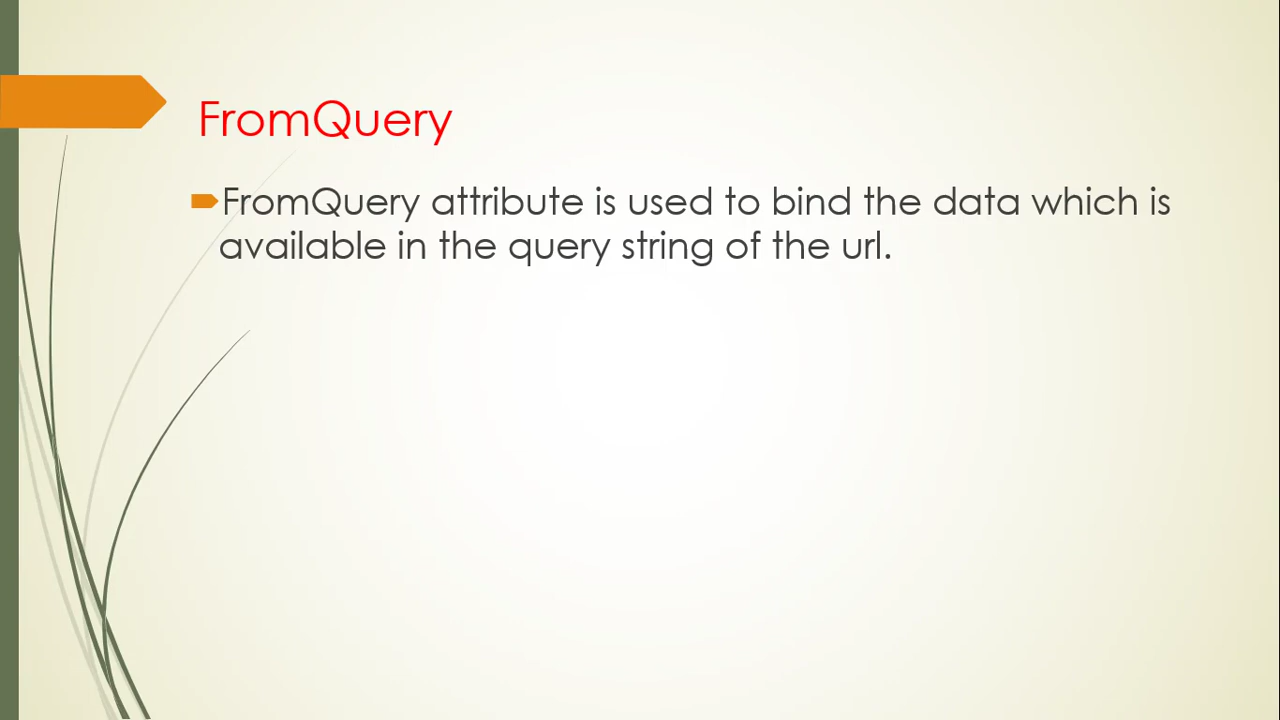 FromQuery
FromQuery attribute is used to bind the data which is
available in the query string of the url.